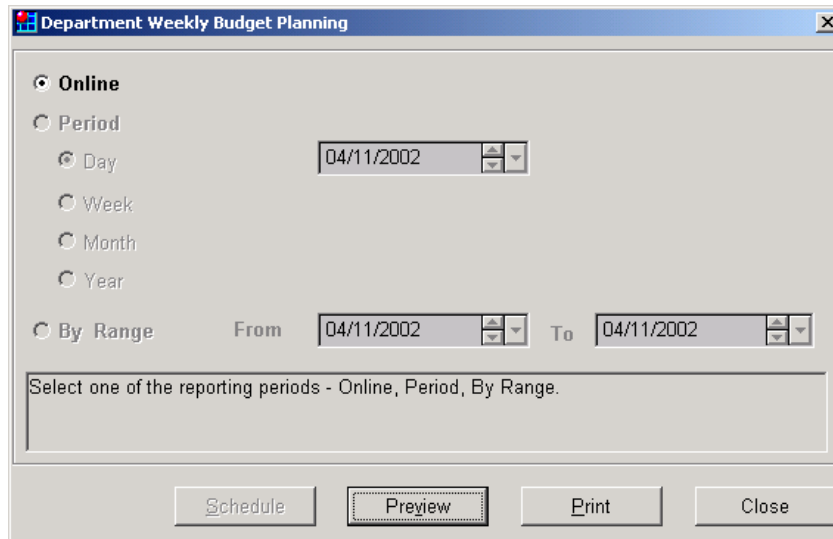 Department Weekly Budget Planning
Online
Period
Day 04/11/2002
Week
Month
Year
By Range From 04/11/2002 To 04/11/2002
Select one of the reporting periods - Online, Period, By Range.
Schedule Preview Print Close